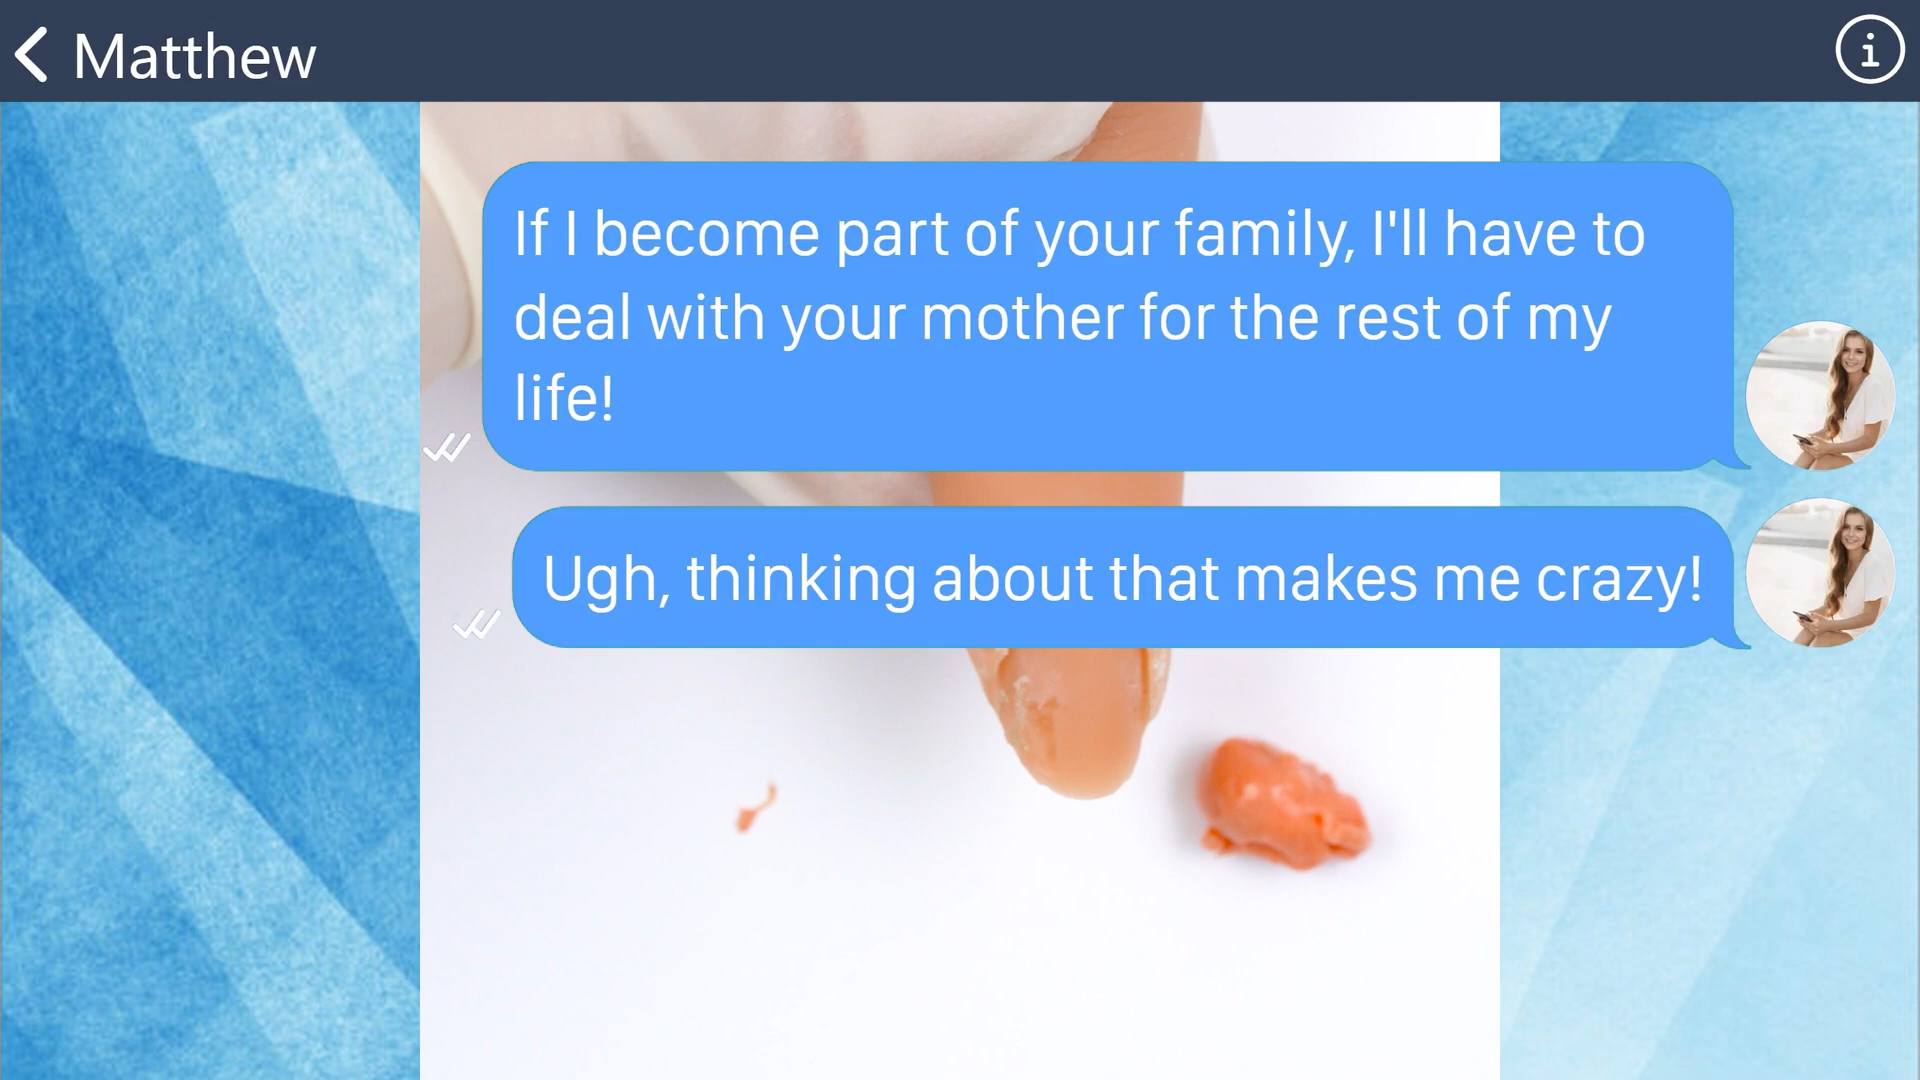 Matthew
If I become part of your family, I'll have to
deal with your mother for the rest of my
life!
Ugh, thinking about that makes me crazy!